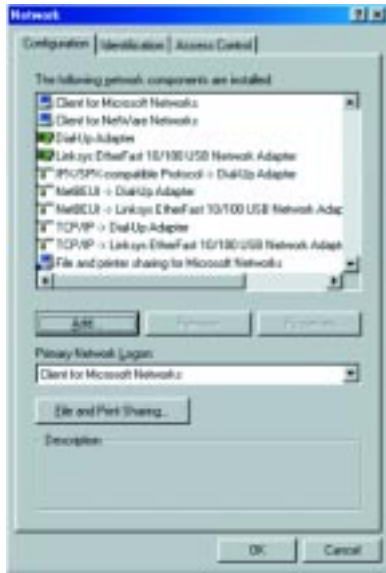 Network
Configuration Identification Access Control
The following network components are installed:
Client for Microsoft Networks
Client for NetWare Networks
Dial-Up Adapter
Linksys EtherFast 10/100 USB Network Adapter
IPX/SPX-compatible Protocol -> Dial-Up Adapter
NetBEUI -> Dial-Up Adapter
NetBEUI -> Linksys EtherFast 10/100 USB Network Adap
TCP/IP -> Dial-Up Adapter
TCP/IP -> Linksys EtherFast 10/100 USB Network Adapt
File and printer sharing for Microsoft Networks
Add... Remove Properties
Primary Network Logon:
Client for Microsoft Networks
File and Print Sharing...
Description
OK Cancel